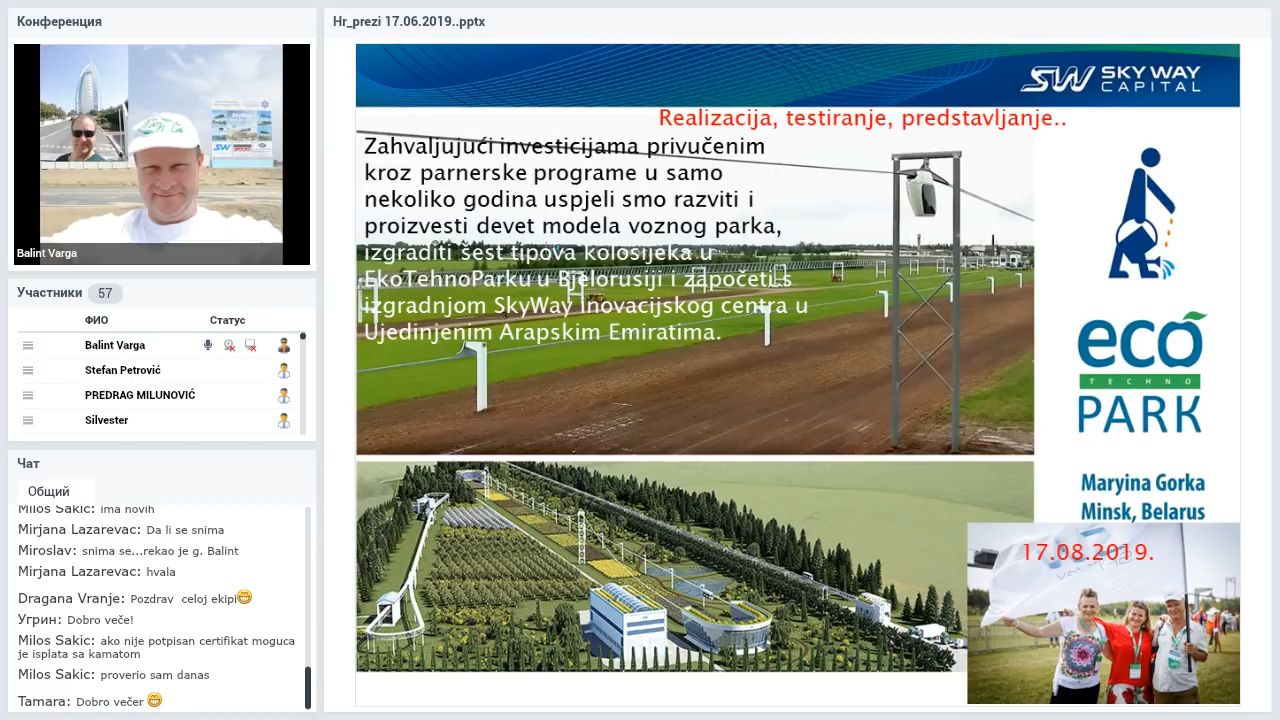 Конференция
Balint Varga
Участники 57
ФИО Статус
Balint Varga
Stefan Petrović
PREDRAG MILUNOVIĆ
Silvester
Чат
Общий
Milos Sakic: ima novih
Mirjana Lazarevac: Da li se snima
Miroslav: snima se...rekao je g. Balint
Mirjana Lazarevac: hvala
Dragana Vranje: Pozdrav celoj ekipi
Угрин: Dobro veče!
Milos Sakic: ako nije potpisan certifikat moguca
je isplata sa kamatom
Milos Sakic: proverio sam danas
Tamara: Dobro večer
Hr_prezi 17.06.2019..pptx
SW SKY WAY
CAPITAL
Realizacija, testiranje, predstavljanje..
Zahvaljujući investicijama privučenim
kroz parnerske programe u samo
nekoliko godina uspjeli smo razviti i
proizvesti devet modela voznog parka,
izgraditi šest tipova kolosijeka u
EkoTehnoParku u Bjelorusiji i započeti s
izgradnjom SkyWay inovacijskog centra u
Ujedinjenim Arapskim Emiratima.
eco
TECHNO
PARK
Maryina Gorka
Minsk, Belarus
17.08.2019.